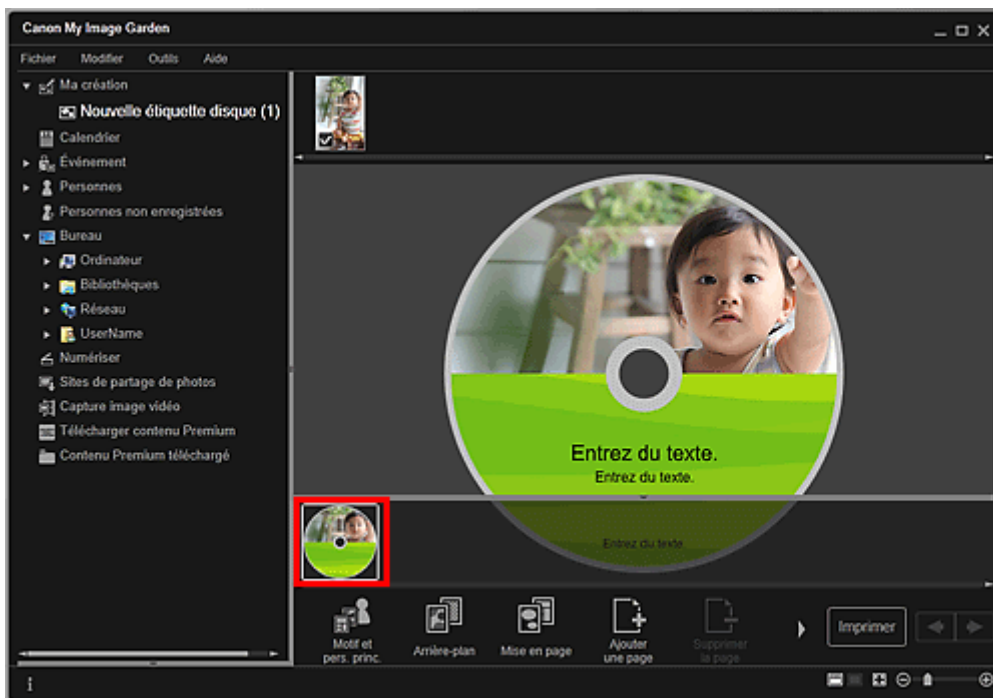 Canon My Image Garden
Fichier Modifier Outils Aide
Ma création
Nouvelle étiquette disque (1)
Calendrier
Événement
Personnes
Personnes non enregistrées
Bureau
Ordinateur
Bibliothèques
Réseau
UserName
Numériser
Sites de partage de photos
Capture image vidéo
Télécharger contenu Premium
Contenu Premium téléchargé
Entrez du texte.
Entrez du texte.
Entrez du texte
Motif et
pers. princ.
Arrière-plan
Mise en page
Ajouter
une page
Supprimer
la page
Imprimer